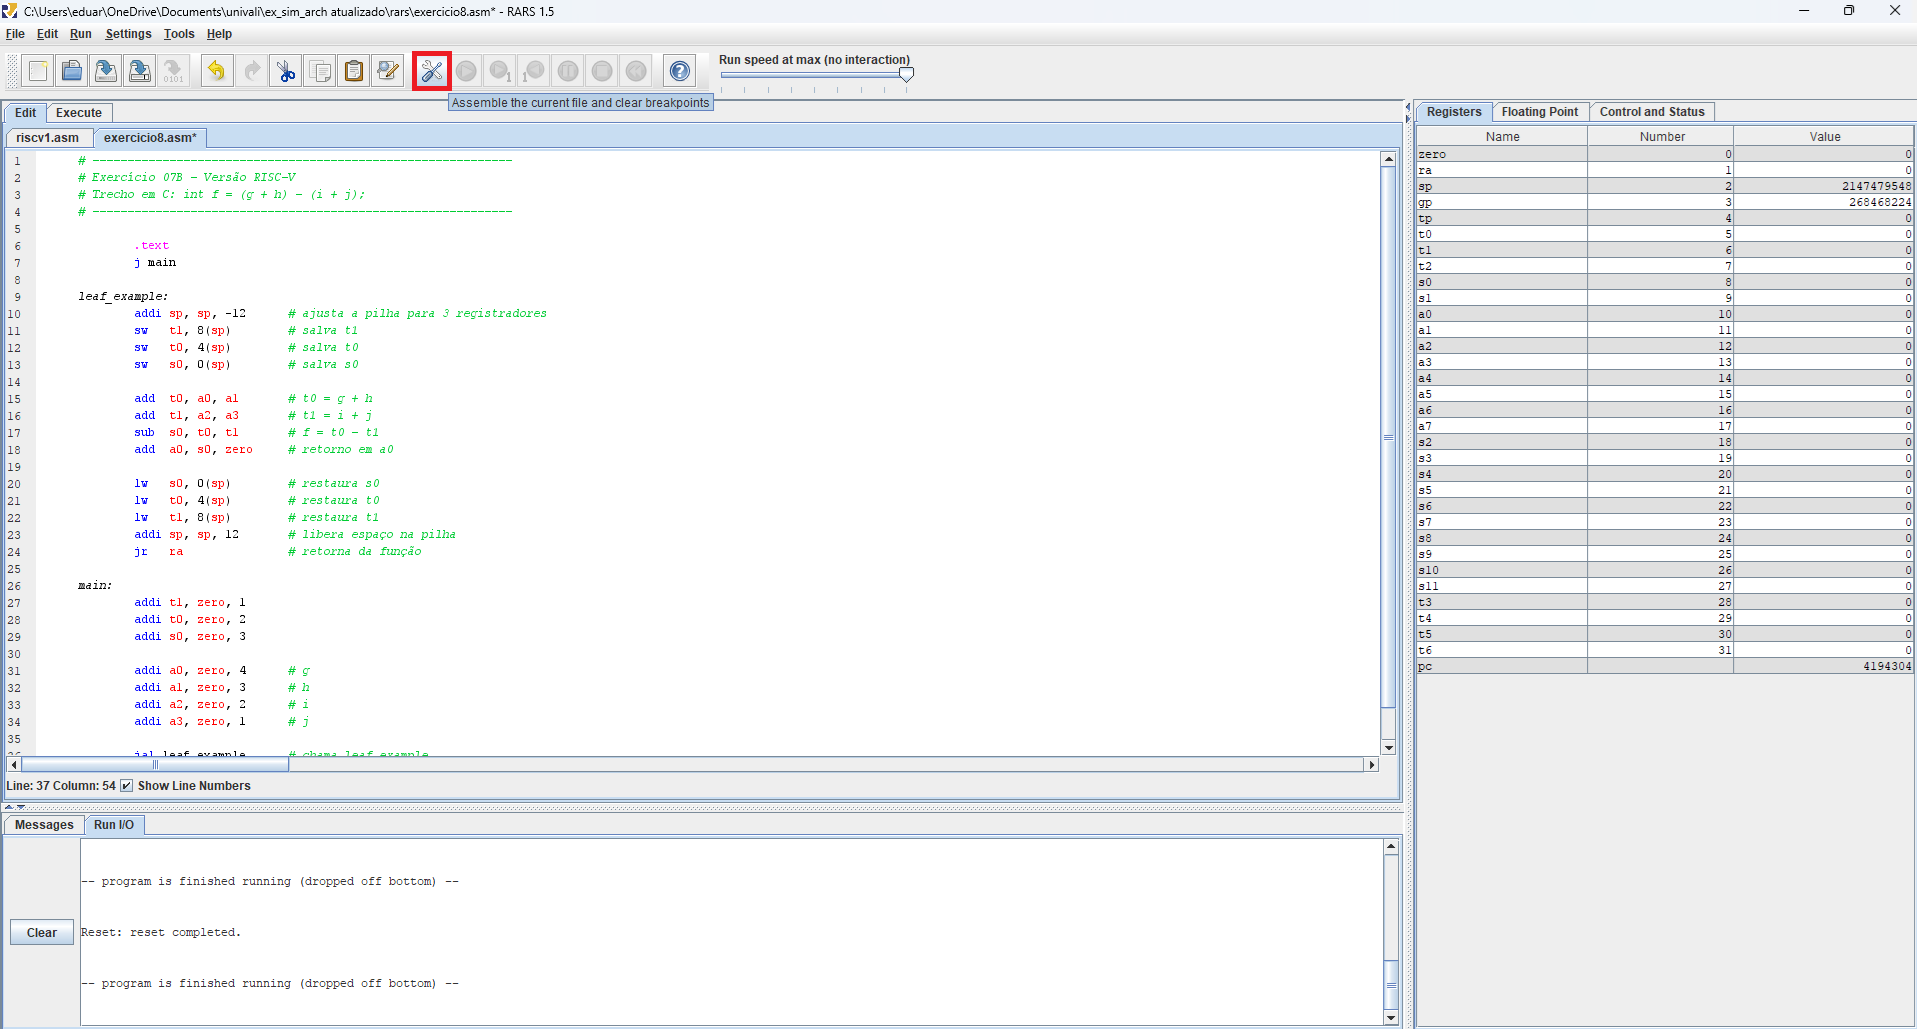 C:\Users\eduar\OneDrive\Documents\univali\ex_sim_arch atualizado\rars\exercicio8.asm* - RARS 1.5
File Edit Run Settings Tools Help
Run speed at max (no interaction)
Assemble the current file and clear breakpoints
Edit Execute
riscv1.asm exercicio8.asm*
1 # ------------------------------------------------------------
2 # Exercício 07B - Versão RISC-V
3 # Trecho em C: int f = (g + h) - (i + j);
4 # ------------------------------------------------------------
5
6 .text
7 j main
8
9 leaf_example:
10 addi sp, sp, -12 # ajusta a pilha para 3 registradores
11 sw t1, 8(sp) # salva t1
12 sw t0, 4(sp) # salva t0
13 sw s0, 0(sp) # salva s0
14
15 add t0, a0, a1 # t0 = g + h
16 add t1, a2, a3 # t1 = i + j
17 sub s0, t0, t1 # f = t0 - t1
18 add a0, s0, zero # retorno em a0
19
20 lw s0, 0(sp) # restaura s0
21 lw t0, 4(sp) # restaura t0
22 lw t1, 8(sp) # restaura t1
23 addi sp, sp, 12 # libera espaço na pilha
24 jr ra # retorna da função
25
26 main:
27 addi t1, zero, 1
28 addi t0, zero, 2
29 addi s0, zero, 3
30
31 addi a0, zero, 4 # g
32 addi a1, zero, 3 # h
33 addi a2, zero, 2 # i
34 addi a3, zero, 1 # j
35
36 jal leaf_example # chama leaf_example
Line: 37 Column: 54 Show Line Numbers
Messages Run I/O
-- program is finished running (dropped off bottom) --
Clear
Reset: reset completed.
-- program is finished running (dropped off bottom) --
Registers Floating Point Control and Status
Name Number Value
zero 0 0
ra 1 0
sp 2 2147479548
gp 3 268468224
tp 4 0
t0 5 0
t1 6 0
t2 7 0
s0 8 0
s1 9 0
a0 10 0
a1 11 0
a2 12 0
a3 13 0
a4 14 0
a5 15 0
a6 16 0
a7 17 0
s2 18 0
s3 19 0
s4 20 0
s5 21 0
s6 22 0
s7 23 0
s8 24 0
s9 25 0
s10 26 0
s11 27 0
t3 28 0
t4 29 0
t5 30 0
t6 31 0
pc 4194304